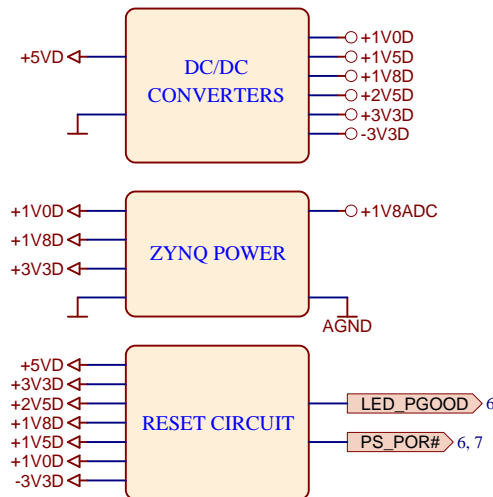 +5VD
DC/DC
CONVERTERS
+1V0D
+1V5D
+1V8D
+2V5D
+3V3D
-3V3D
+1V0D
+1V8D
+3V3D
ZYNQ POWER
+1V8ADC
AGND
+5VD
+3V3D
+2V5D
+1V8D
+1V5D
+1V0D
-3V3D
RESET CIRCUIT
LED_PGOOD 6
PS_POR# 6, 7